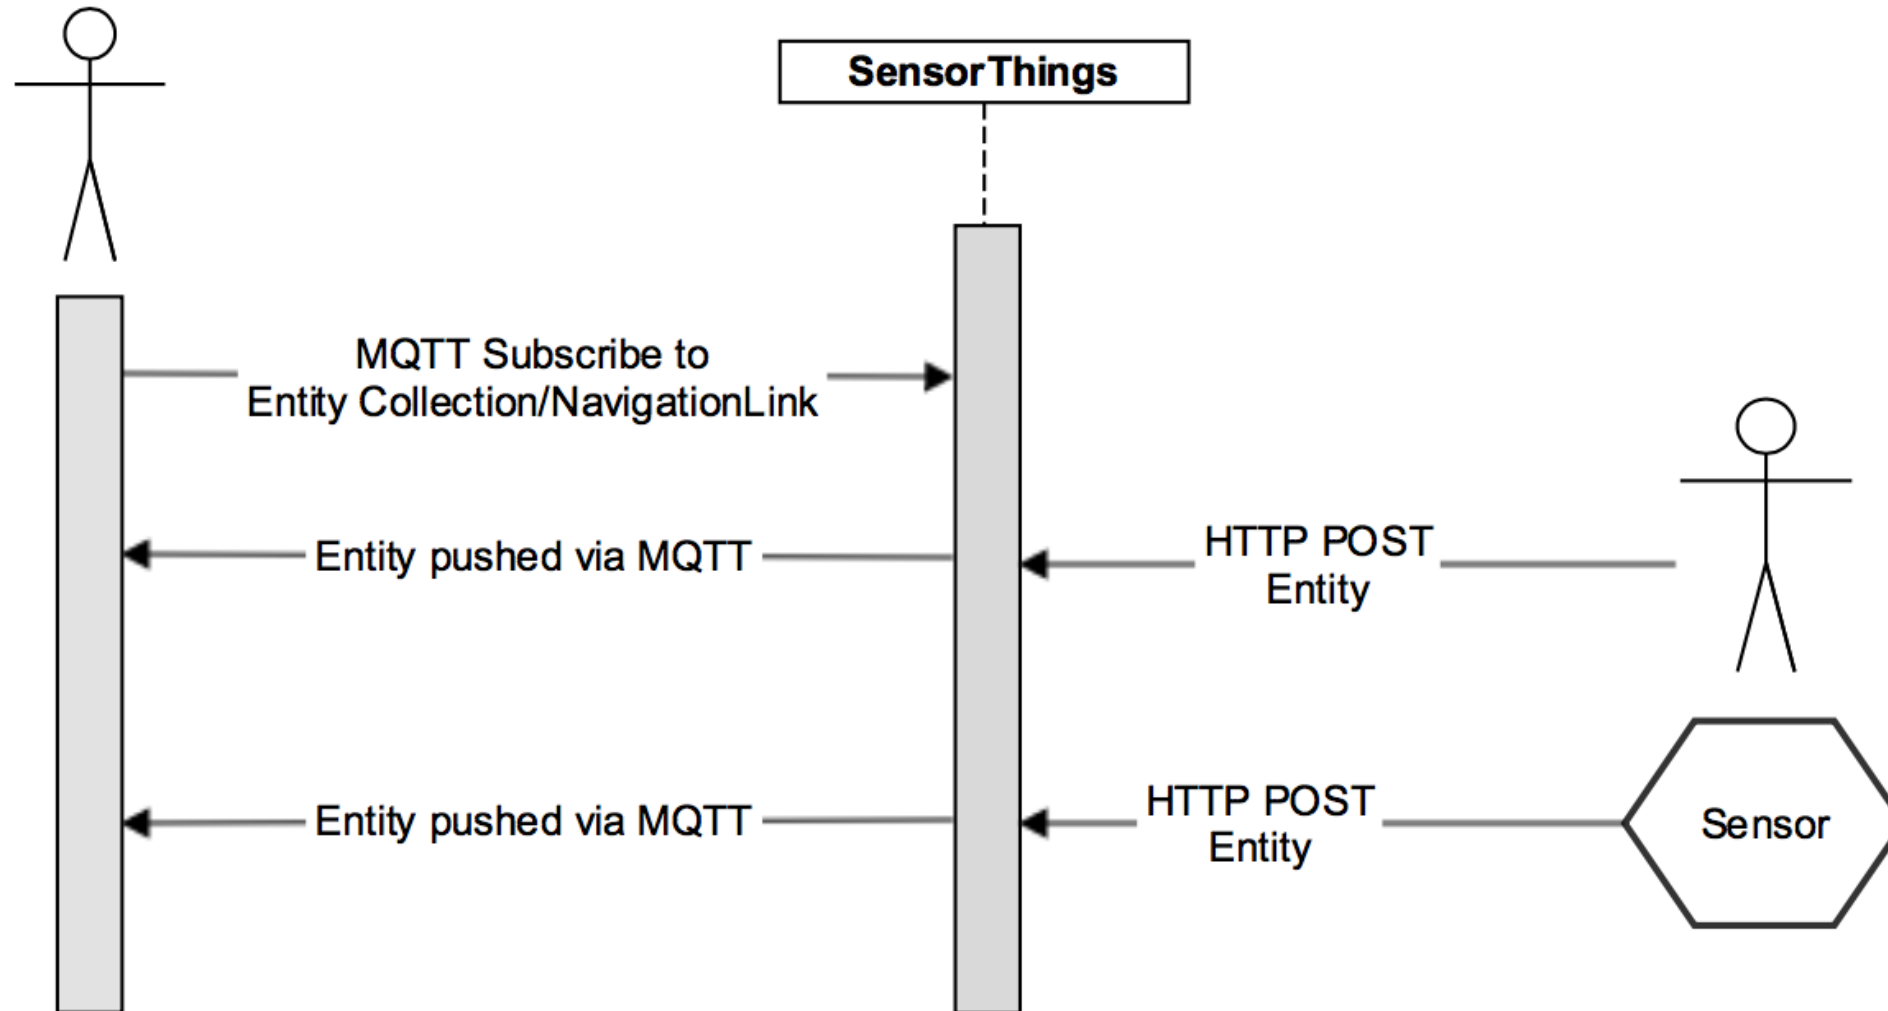 SensorThings
MQTT Subscribe to
Entity Collection/NavigationLink
Entity pushed via MQTT
HTTP POST
Entity
Entity pushed via MQTT
HTTP POST
Entity
Sensor